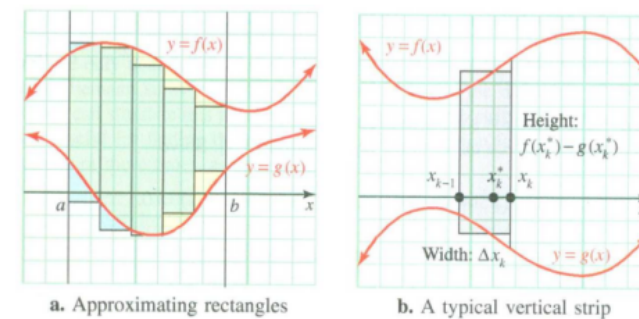 y = f(x)
y = g(x)
a
b
x
a. Approximating rectangles
y = f(x)
Height:
f(x*ₖ) − g(x*ₖ)
xₖ₋₁
x*ₖ
xₖ
Width: Δxₖ
y = g(x)
b. A typical vertical strip